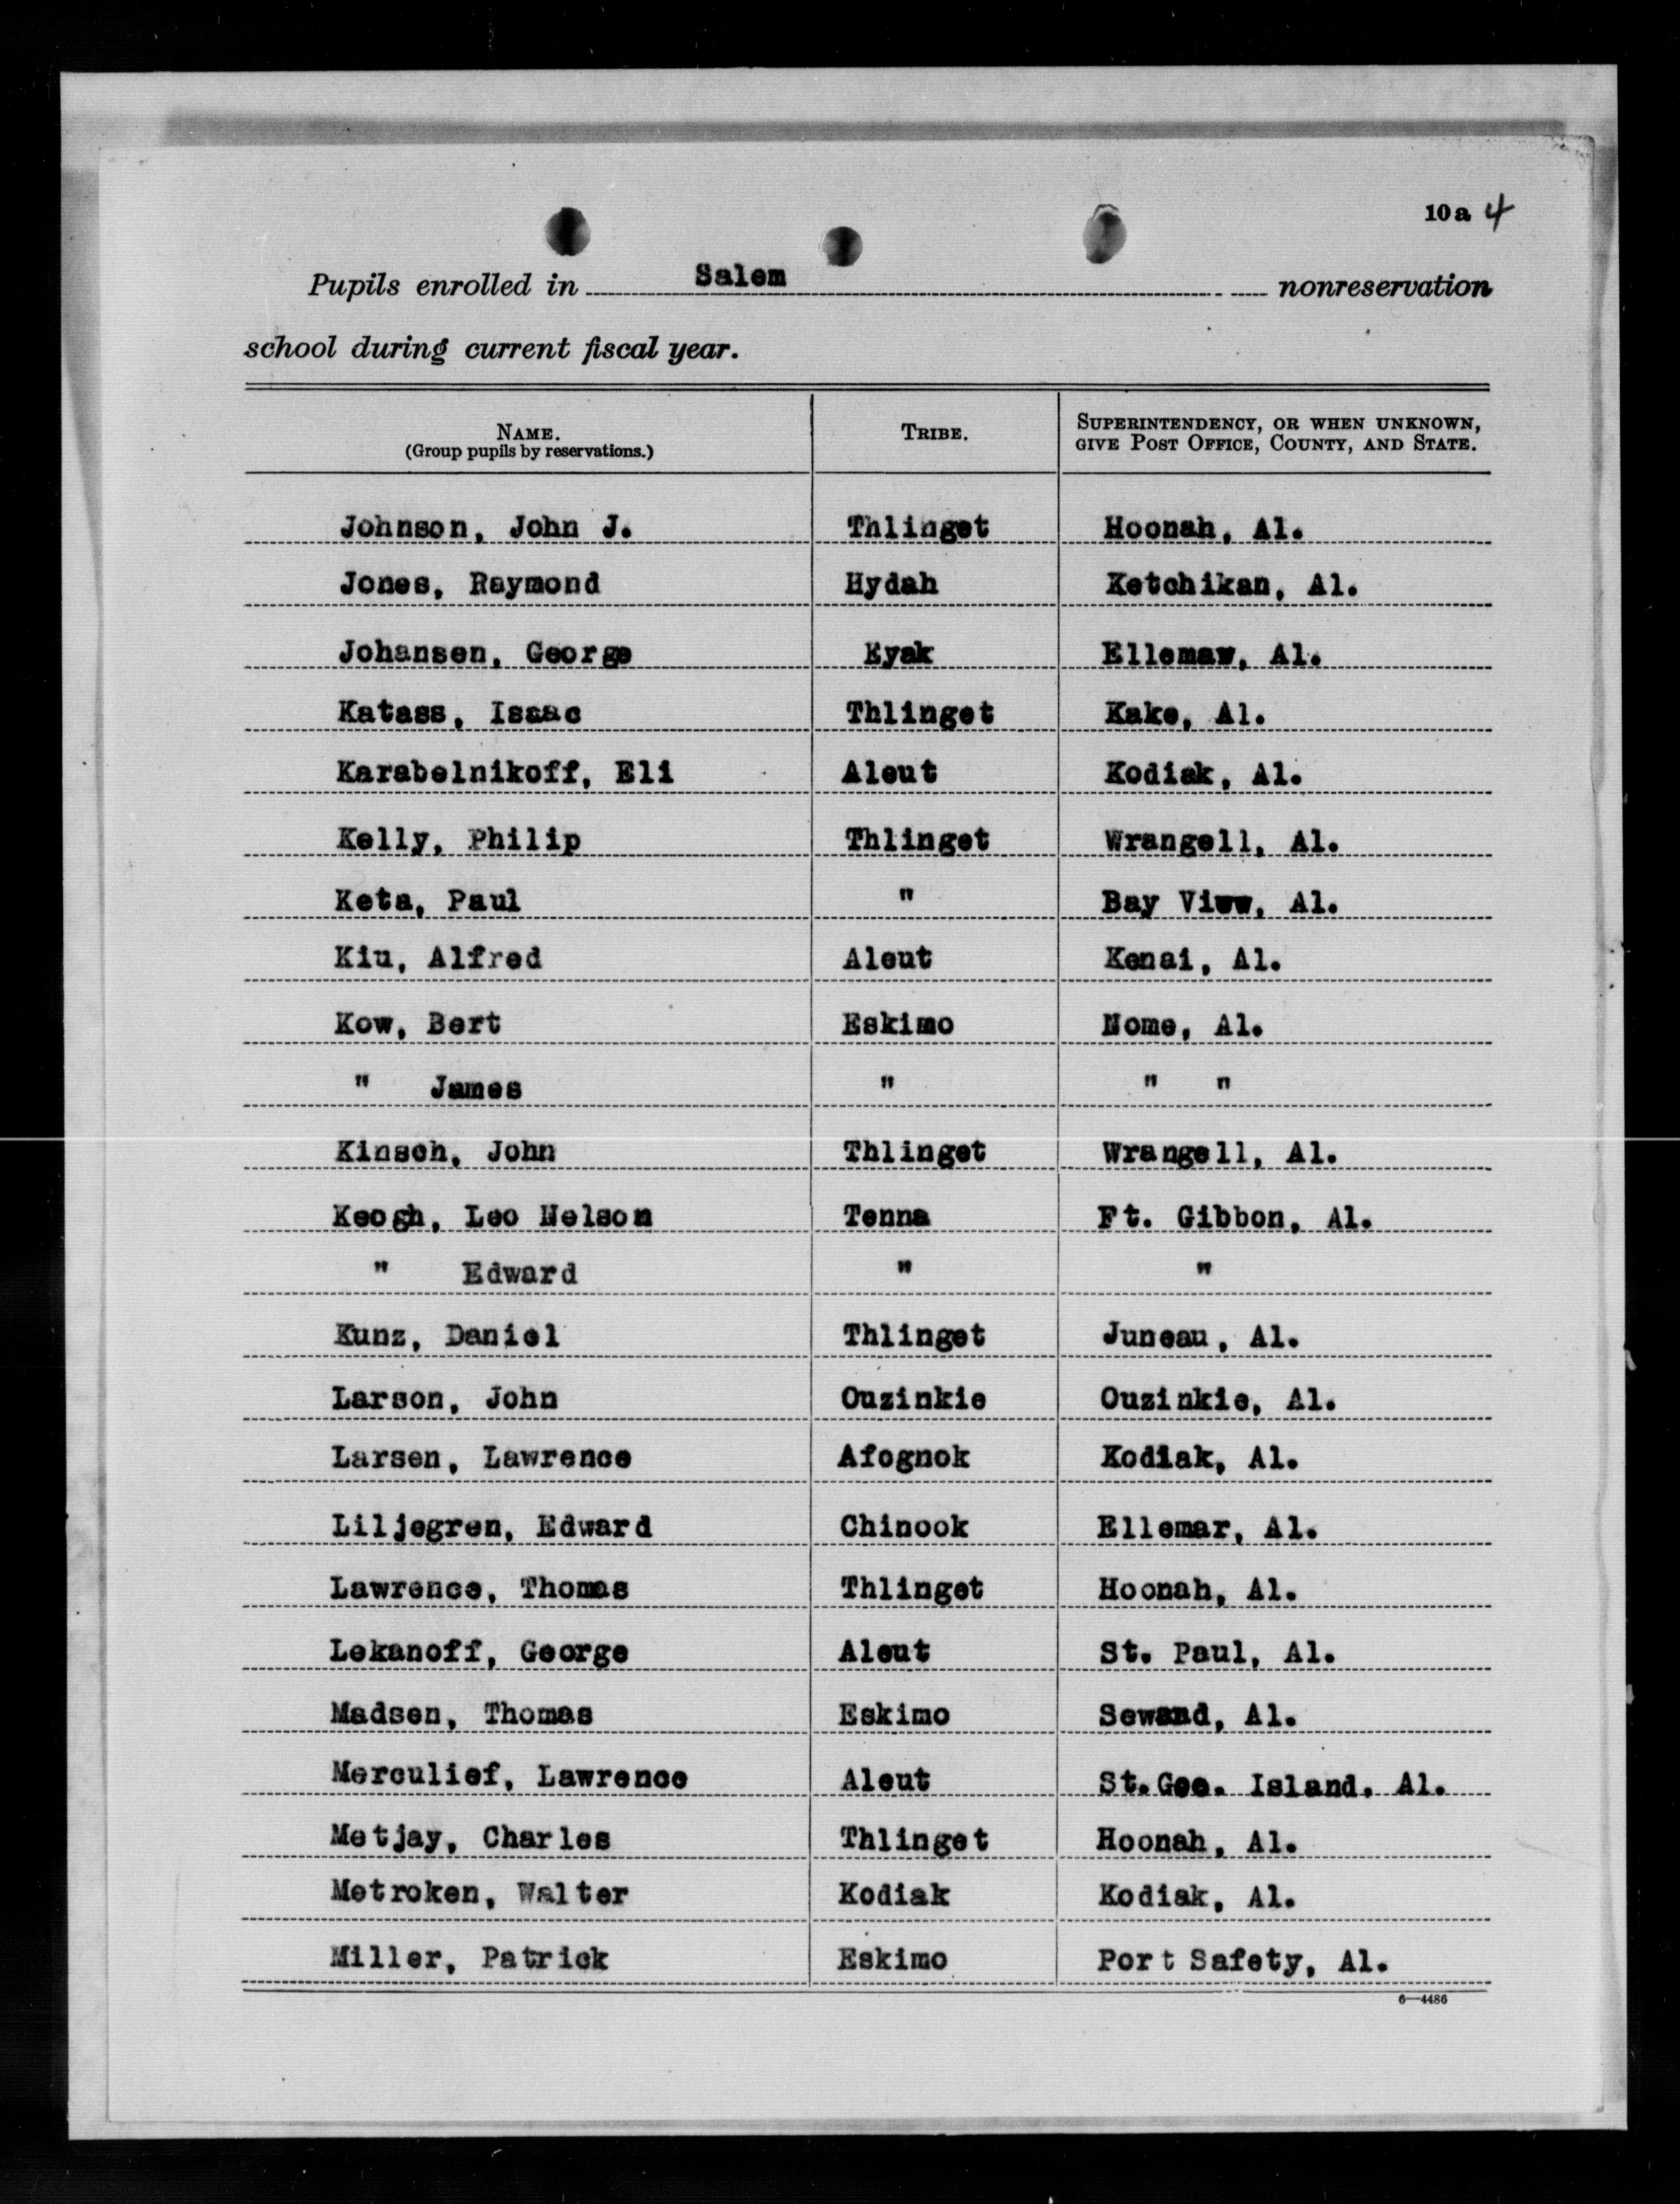 10 a 4
Pupils enrolled in Salem nonreservation
school during current fiscal year.
NAME. (Group pupils by reservations.) TRIBE. SUPERINTENDENCY, OR WHEN UNKNOWN, GIVE POST OFFICE, COUNTY, AND STATE.
Johnson, John J. Thlinget Hoonah, Al.
Jones, Raymond Hydah Ketchikan, Al.
Johansen, George Eyak Ellemar, Al.
Katass, Isaac Thlinget Kake, Al.
Karabelnikoff, Eli Aleut Kodiak, Al.
Kelly, Philip Thlinget Wrangell, Al.
Keta, Paul " Bay View, Al.
Kiu, Alfred Aleut Kenai, Al.
Kow, Bert Eskimo Nome, Al.
" James " " "
Kinsch, John Thlinget Wrangell, Al.
Keogh, Leo Nelson Tenna Ft. Gibbon, Al.
" Edward " "
Kunz, Daniel Thlinget Juneau, Al.
Larson, John Ouzinkie Ouzinkie, Al.
Larsen, Lawrence Afognok Kodiak, Al.
Liljegren, Edward Chinook Ellemar, Al.
Lawrence, Thomas Thlinget Hoonah, Al.
Lekanoff, George Aleut St. Paul, Al.
Madsen, Thomas Eskimo Seward, Al.
Merculief, Lawrence Aleut St. Geo. Island, Al.
Metjay, Charles Thlinget Hoonah, Al.
Metroken, Walter Kodiak Kodiak, Al.
Miller, Patrick Eskimo Port Safety, Al.
6—4486